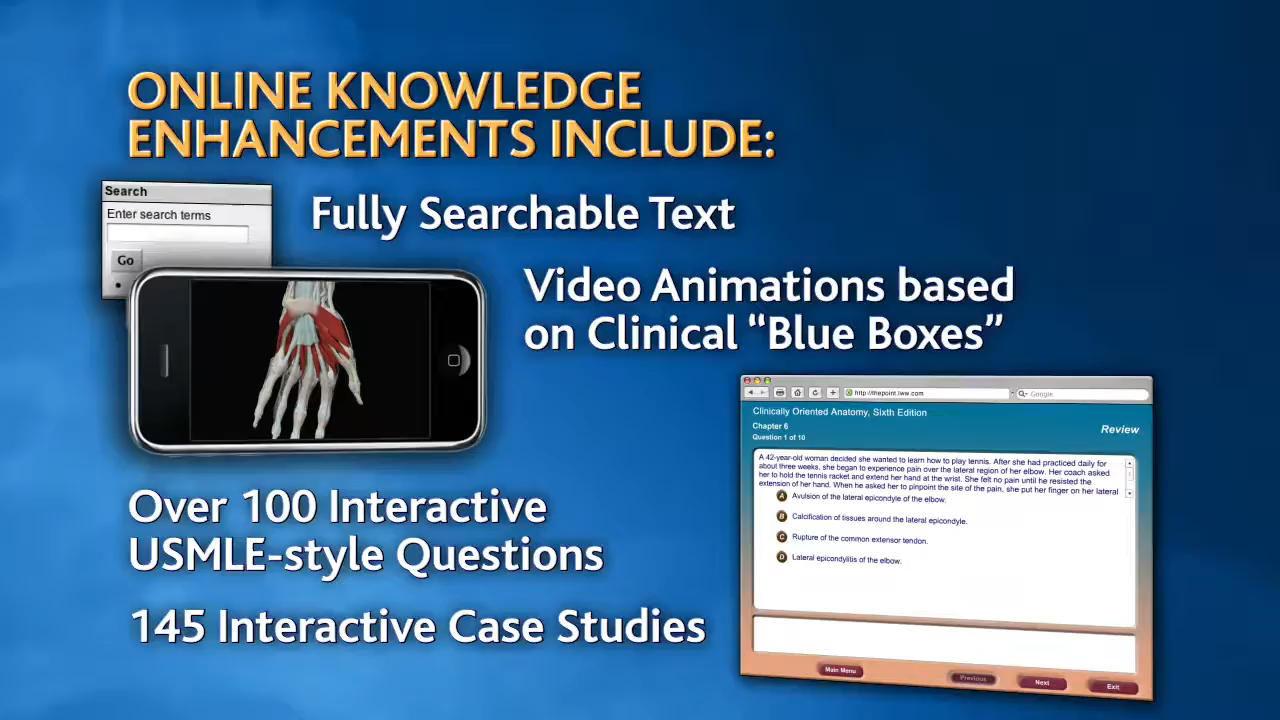 ONLINE KNOWLEDGE
ENHANCEMENTS INCLUDE:
Search
Enter search terms
Go
Fully Searchable Text
Video Animations based
on Clinical “Blue Boxes”
http://thepoint.lww.com
Google
Clinically Oriented Anatomy, Sixth Edition
Chapter 6
Review
Question 1 of 10
A 42-year-old woman decided she wanted to learn how to play tennis. After she had practiced daily for
about three weeks, she began to experience pain over the lateral region of her elbow. Her coach asked
her to hold the tennis racket and extend her hand at the wrist. She felt no pain until he resisted the
extension of her hand. When he asked her to pinpoint the site of the pain, she put her finger on her lateral
A Avulsion of the lateral epicondyle of the elbow.
B Calcification of tissues around the lateral epicondyle.
C Rupture of the common extensor tendon.
D Lateral epicondylitis of the elbow.
Main Menu
Previous
Next
Exit
Over 100 Interactive
USMLE-style Questions
145 Interactive Case Studies